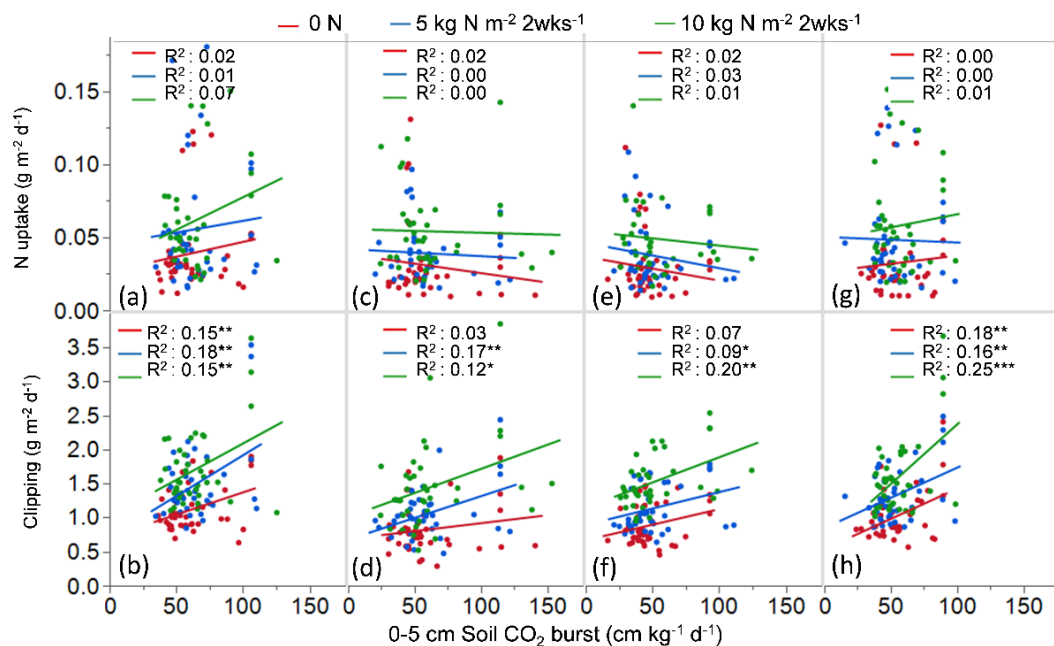 0 N 5 kg N m⁻² 2wks⁻¹ 10 kg N m⁻² 2wks⁻¹
R² : 0.02 R² : 0.02 R² : 0.02 R² : 0.00
R² : 0.01 R² : 0.00 R² : 0.03 R² : 0.00
R² : 0.07 R² : 0.00 R² : 0.01 R² : 0.01
N uptake (g m⁻² d⁻¹)
0.15
0.10
0.05
0.00
(a) (c) (e) (g)
R² : 0.15** R² : 0.03 R² : 0.07 R² : 0.18**
R² : 0.18** R² : 0.17** R² : 0.09* R² : 0.16**
R² : 0.15** R² : 0.12* R² : 0.20** R² : 0.25***
Clipping (g m⁻² d⁻¹)
3.5
3.0
2.5
2.0
1.5
1.0
0.5
0.0
(b) (d) (f) (h)
0 50 100 150 0 50 100 150 0 50 100 150 0 50 100 150
0-5 cm Soil CO₂ burst (cm kg⁻¹ d⁻¹)